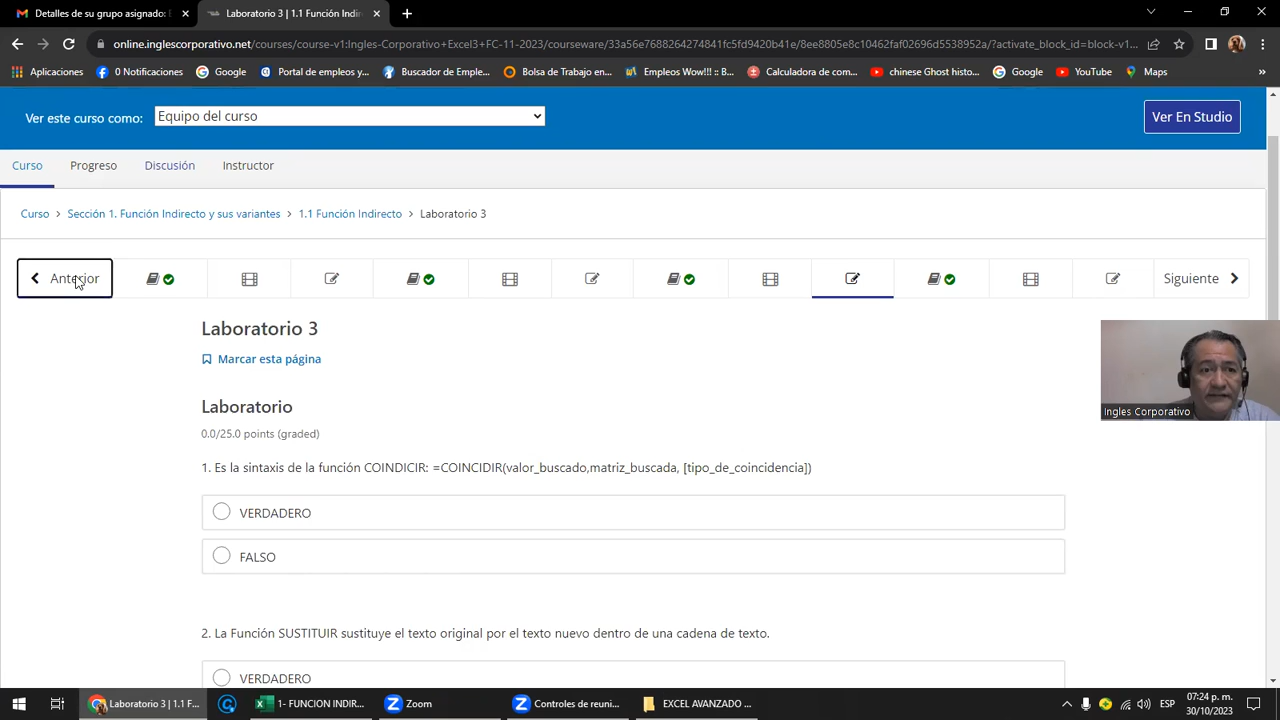 Detalles de su grupo asignado: E
Laboratorio 3 | 1.1 Función Indir
online.inglescorporativo.net/courses/course-v1:Ingles-Corporativo+Excel3+FC-11-2023/courseware/33a56e7688264274841fc5fd9420b41e/8ee8805e8c10462faf02696d5538952a/?activate_block_id=block-v1...
Aplicaciones
0 Notificaciones
Google
Portal de empleos y...
Buscador de Emple...
Bolsa de Trabajo en...
Empleos Wow!!! :: B...
Calculadora de com...
chinese Ghost histo...
Google
YouTube
Maps
»
Ver este curso como:
Equipo del curso
Ver En Studio
Curso
Progreso
Discusión
Instructor
Curso > Sección 1. Función Indirecto y sus variantes > 1.1 Función Indirecto > Laboratorio 3
Anterior
Siguiente
Laboratorio 3
Marcar esta página
Laboratorio
0.0/25.0 points (graded)
1. Es la sintaxis de la función COINDICIR: =COINCIDIR(valor_buscado,matriz_buscada, [tipo_de_coincidencia])
VERDADERO
FALSO
2. La Función SUSTITUIR sustituye el texto original por el texto nuevo dentro de una cadena de texto.
VERDADERO
Ingles Corporativo
Laboratorio 3 | 1.1 F...
1- FUNCION INDIR...
Zoom
Controles de reuni...
EXCEL AVANZADO ...
ESP
07:24 p. m.
30/10/2023